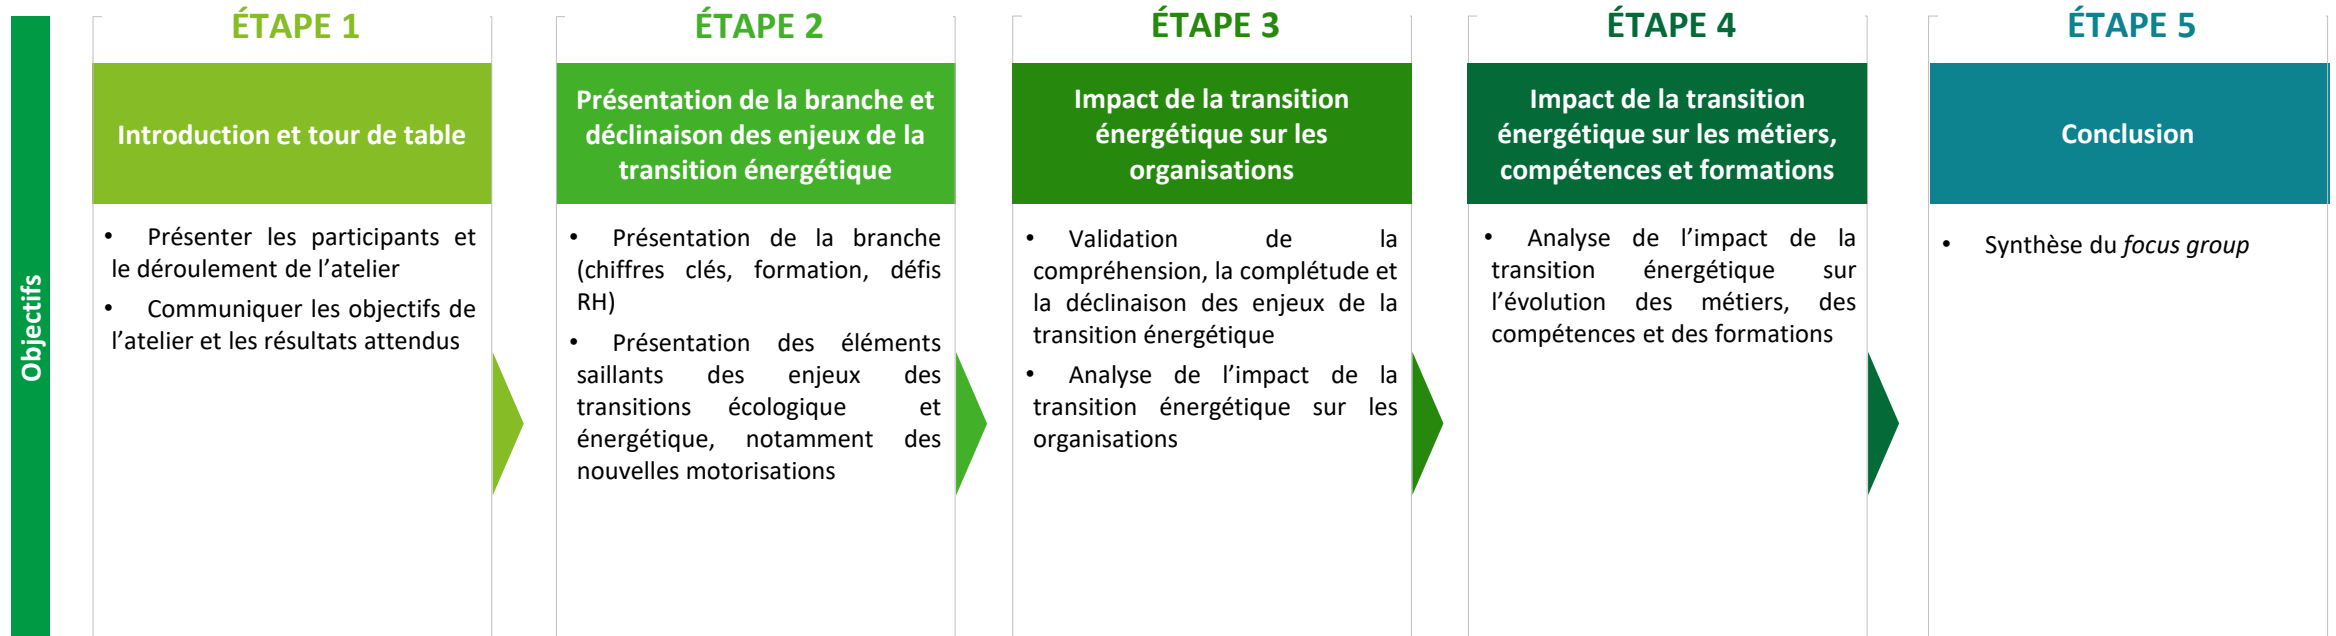 Objectifs
ÉTAPE 1
Introduction et tour de table
• Présenter les participants et
le déroulement de l’atelier
• Communiquer les objectifs de
l’atelier et les résultats attendus
ÉTAPE 2
Présentation de la branche et
déclinaison des enjeux de la
transition énergétique
• Présentation de la branche
(chiffres clés, formation, défis
RH)
• Présentation des éléments
saillants des enjeux des
transitions écologique et
énergétique, notamment des
nouvelles motorisations
ÉTAPE 3
Impact de la transition
énergétique sur les
organisations
• Validation de la
compréhension, la complétude et
la déclinaison des enjeux de la
transition énergétique
• Analyse de l’impact de la
transition énergétique sur les
organisations
ÉTAPE 4
Impact de la transition
énergétique sur les métiers,
compétences et formations
• Analyse de l’impact de la
transition énergétique sur
l’évolution des métiers, des
compétences et des formations
ÉTAPE 5
Conclusion
• Synthèse du focus group